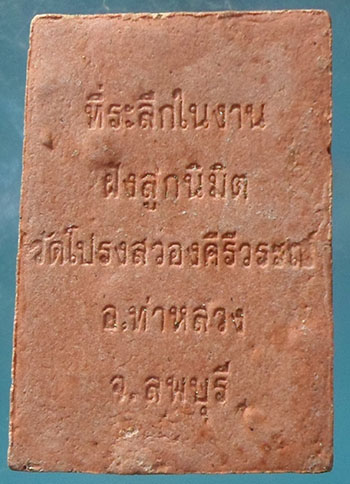 ที่ระลึกในงาน
ฝังลูกนิมิต
วัดโปรงสวองคีรีวระ
อ.ท่าหลวง
จ.ลพบุรี